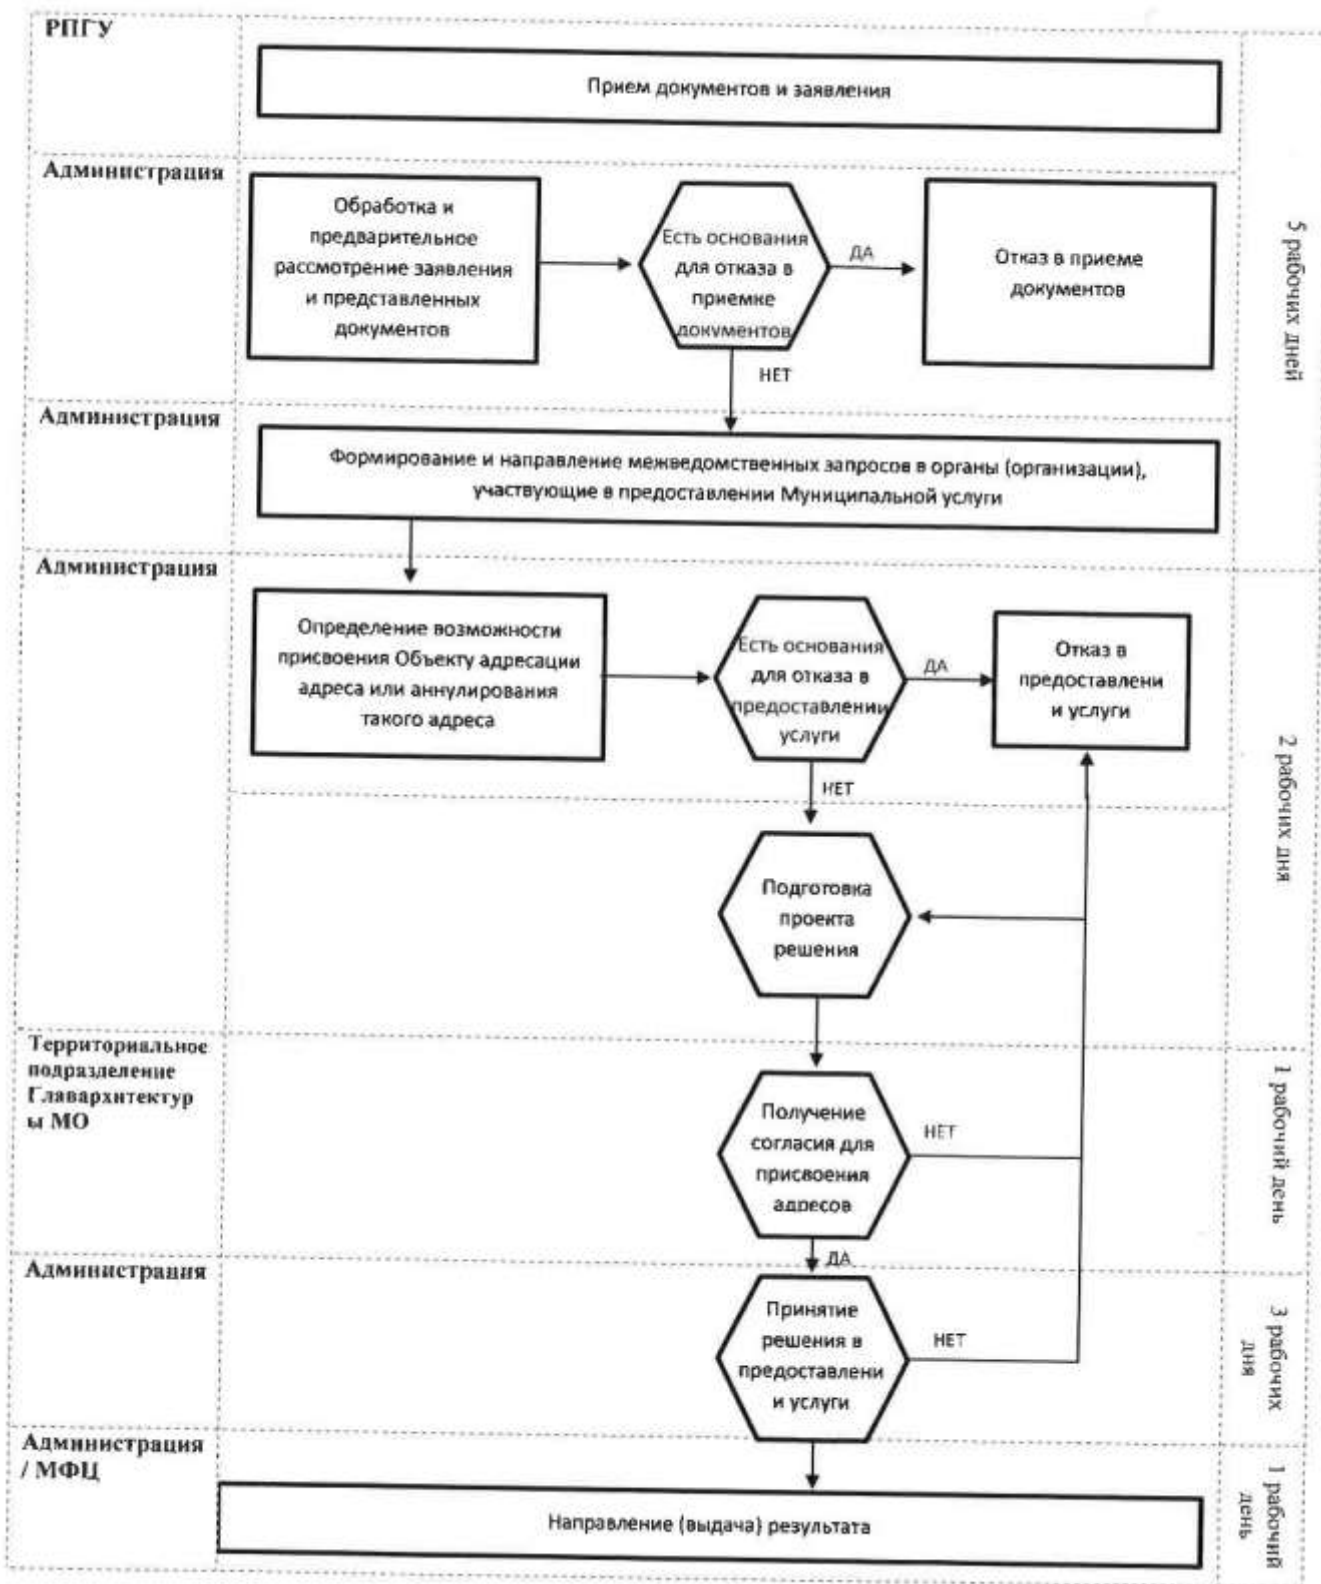 РПГУ
Прием документов и заявления
5 рабочих дней
Администрация
Обработка и
предварительное
рассмотрение заявления
и представленных
документов
Есть основания
для отказа в
приемке
документов
ДА
Отказ в приеме
документов
НЕТ
Администрация
Формирование и направление межведомственных запросов в органы (организации),
участвующие в предоставлении Муниципальной услуги
Администрация
Определение возможности
присвоения Объекту адресации
адреса или аннулирования
такого адреса
Есть основания
для отказа в
предоставлении
услуги
ДА
Отказ в
предоставлени
и услуги
2 рабочих дня
НЕТ
Подготовка
проекта
решения
Территориальное
подразделение
Главархитектур
ы МО
Получение
согласия для
присвоения
адресов
НЕТ
1 рабочий день
ДА
Администрация
Принятие
решения в
предоставлени
и услуги
НЕТ
3 рабочих
дня
Администрация
/ МФЦ
Направление (выдача) результата
1 рабочий
день